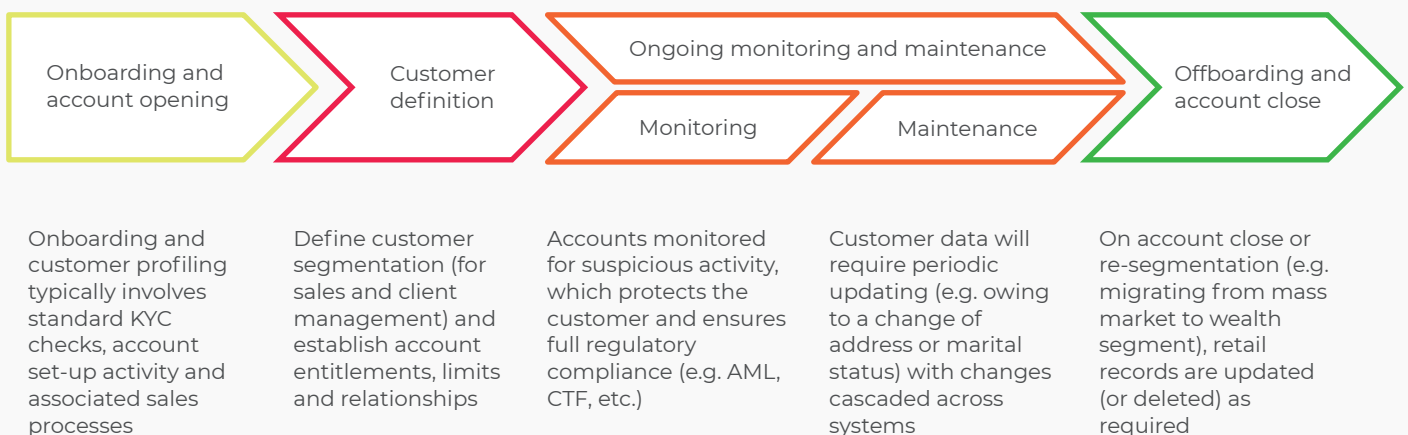 Onboarding and
account opening
Customer
definition
Ongoing monitoring and maintenance
Monitoring
Maintenance
Offboarding and
account close
Onboarding and
customer profiling
typically involves
standard KYC
checks, account
set-up activity and
associated sales
processes
Define customer
segmentation (for
sales and client
management) and
establish account
entitlements, limits
and relationships
Accounts monitored
for suspicious activity,
which protects the
customer and ensures
full regulatory
compliance (e.g. AML,
CTF, etc.)
Customer data will
require periodic
updating (e.g. owing
to a change of
address or marital
status) with changes
cascaded across
systems
On account close or
re-segmentation (e.g.
migrating from mass
market to wealth
segment), retail
records are updated
(or deleted) as
required